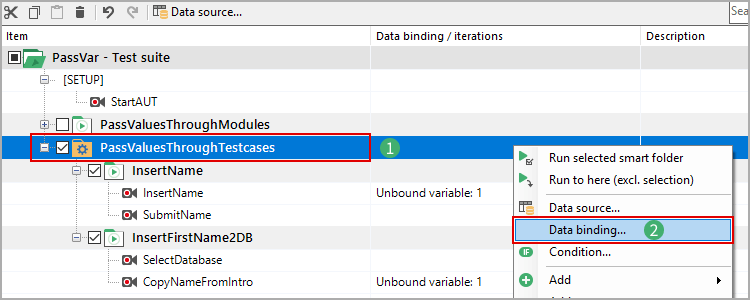 Data source...
Sea
Item Data binding / iterations Description
PassVar - Test suite
[SETUP]
StartAUT
PassValuesThroughModules
PassValuesThroughTestcases 1
InsertName
Run selected smart folder
InsertName Unbound variable: 1
Run to here (excl. selection)
SubmitName
Data source...
InsertFirstName2DB
Data binding... 2
SelectDatabase
IF Condition...
CopyNameFromIntro Unbound variable: 1
Add